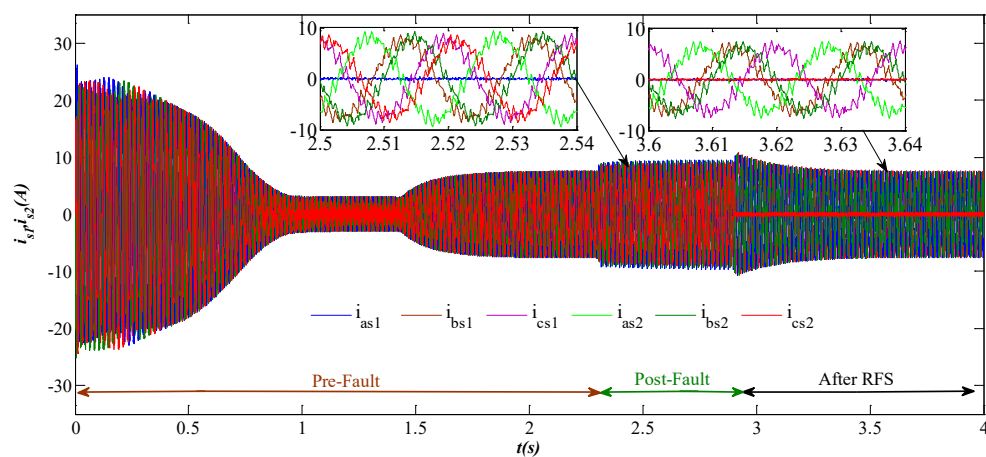 30
20
10
0
-10
-20
-30
i_s1,i_s2(A)
10
0
-10
2.5 2.51 2.52 2.53 2.54
10
0
-10
3.6 3.61 3.62 3.63 3.64
i_as1 i_bs1 i_cs1 i_as2 i_bs2 i_cs2
Pre-Fault Post-Fault After RFS
0 0.5 1 1.5 2 2.5 3 3.5 4
t(s)